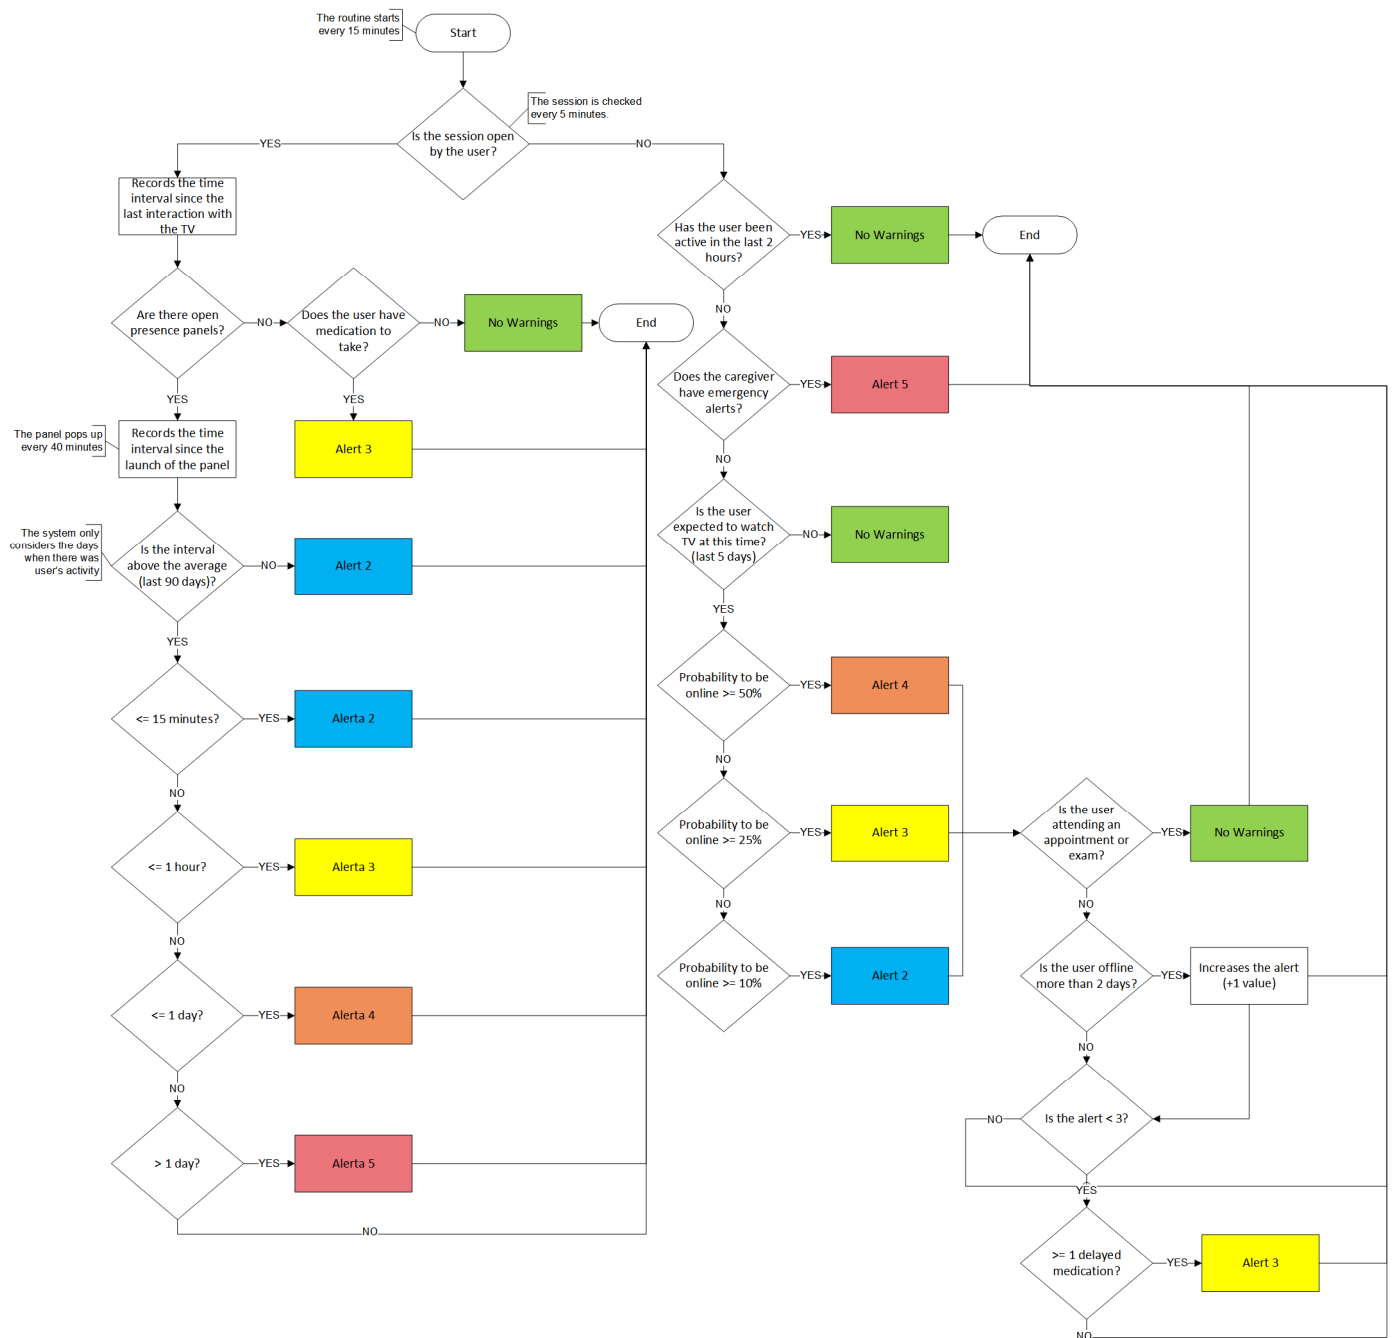 The routine starts
every 15 minutes
Start
The session is checked
every 5 minutes.
Is the session open
by the user?
YES
NO
Records the time
interval since the
last interaction with
the TV
Has the user been
active in the last 2
hours?
YES
No Warnings
End
NO
Are there open
presence panels?
NO
Does the user have
medication to
take?
NO
No Warnings
End
YES
YES
Does the caregiver
have emergency
alerts?
YES
Alert 5
NO
The panel pops up
every 40 minutes
Records the time
interval since the
launch of the panel
Alert 3
Is the user
expected to watch
TV at this time?
(last 5 days)
NO
No Warnings
YES
The system only
considers the days
when there was
user's activity
Is the interval
above the average
(last 90 days)?
NO
Alert 2
YES
Probability to be
online >= 50%
YES
Alert 4
NO
<= 15 minutes?
YES
Alerta 2
NO
Probability to be
online >= 25%
YES
Alert 3
NO
Is the user
attending an
appointment or
exam?
YES
No Warnings
NO
<= 1 hour?
YES
Alerta 3
NO
Probability to be
online >= 10%
YES
Alert 2
Is the user offline
more than 2 days?
YES
Increases the alert
(+1 value)
NO
<= 1 day?
YES
Alerta 4
NO
Is the alert < 3?
NO
YES
> 1 day?
YES
Alerta 5
NO
>= 1 delayed
medication?
YES
Alert 3
NO